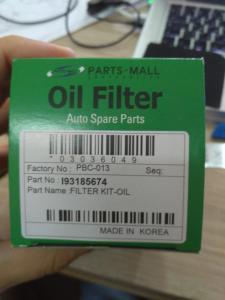 PARTS-MALL
CORPORATION
Oil Filter
Auto Spare Parts
*03036049*
Factory No : PBC-013 Seq:
Part No : I93185674
Part Name :FILTER KIT-OIL
MADE IN KOREA